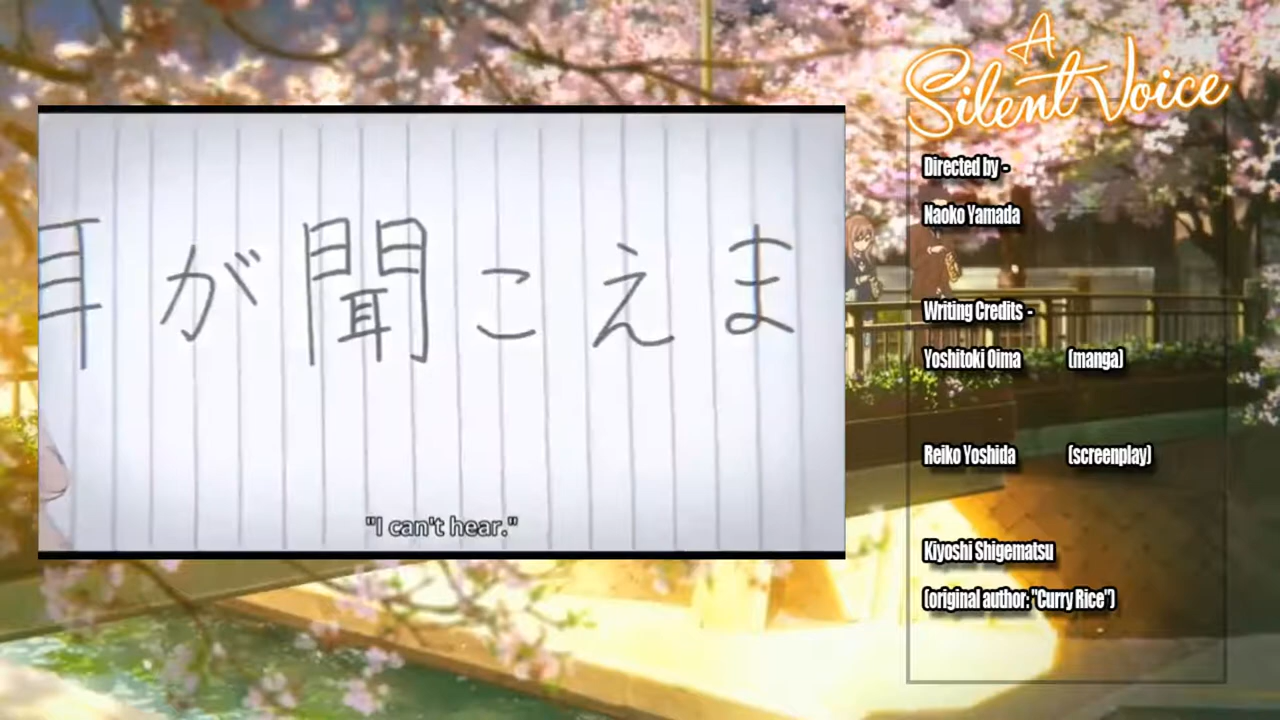 A
Silent Voice
耳が聞こえま
"I can't hear."
Directed by -
Naoko Yamada
Writing Credits -
Yoshitoki Oima (manga)
Reiko Yoshida (screenplay)
Kiyoshi Shigematsu
(original author: "Curry Rice")